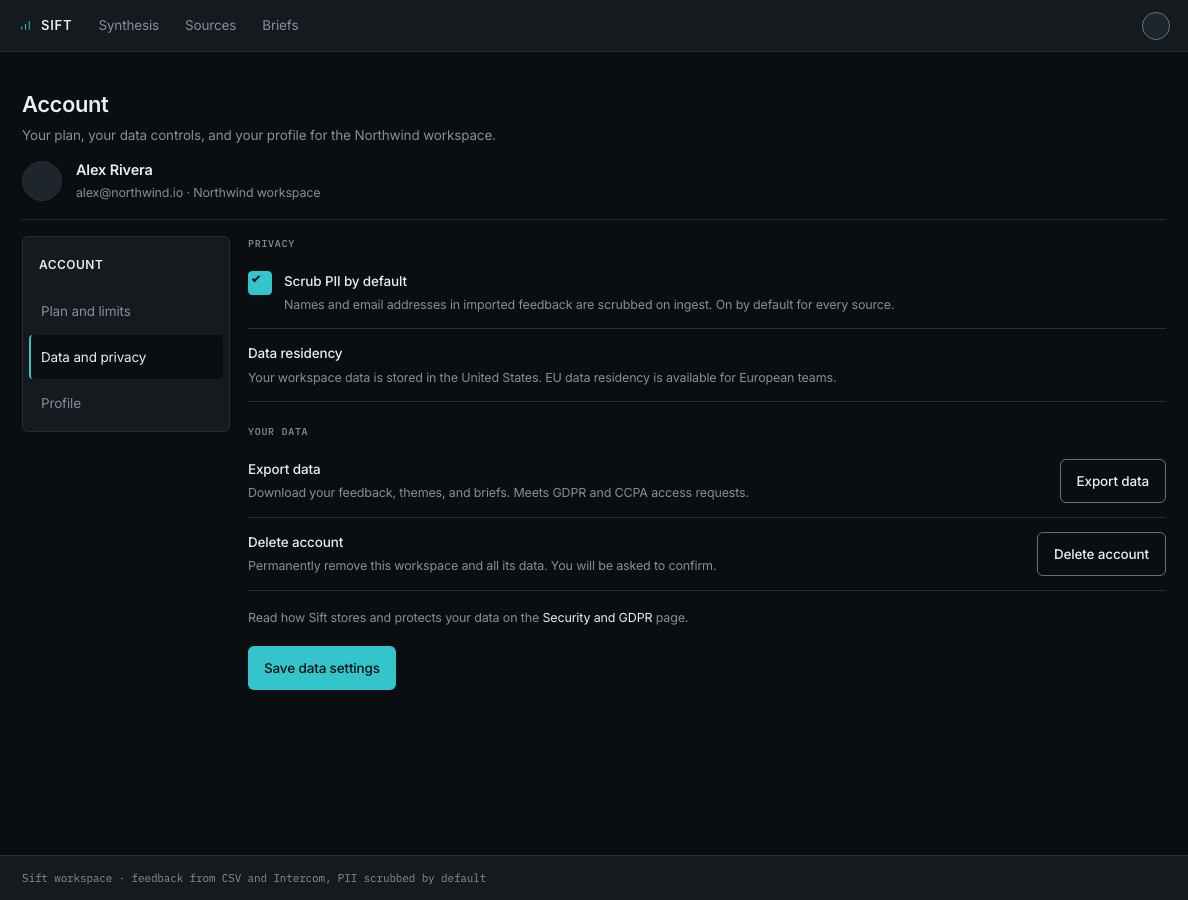 SIFT Synthesis Sources Briefs
Account
Your plan, your data controls, and your profile for the Northwind workspace.
Alex Rivera
alex@northwind.io · Northwind workspace
ACCOUNT
Plan and limits
Data and privacy
Profile
PRIVACY
Scrub PII by default
Names and email addresses in imported feedback are scrubbed on ingest. On by default for every source.
Data residency
Your workspace data is stored in the United States. EU data residency is available for European teams.
YOUR DATA
Export data
Download your feedback, themes, and briefs. Meets GDPR and CCPA access requests.
Export data
Delete account
Permanently remove this workspace and all its data. You will be asked to confirm.
Delete account
Read how Sift stores and protects your data on the Security and GDPR page.
Save data settings
Sift workspace · feedback from CSV and Intercom, PII scrubbed by default